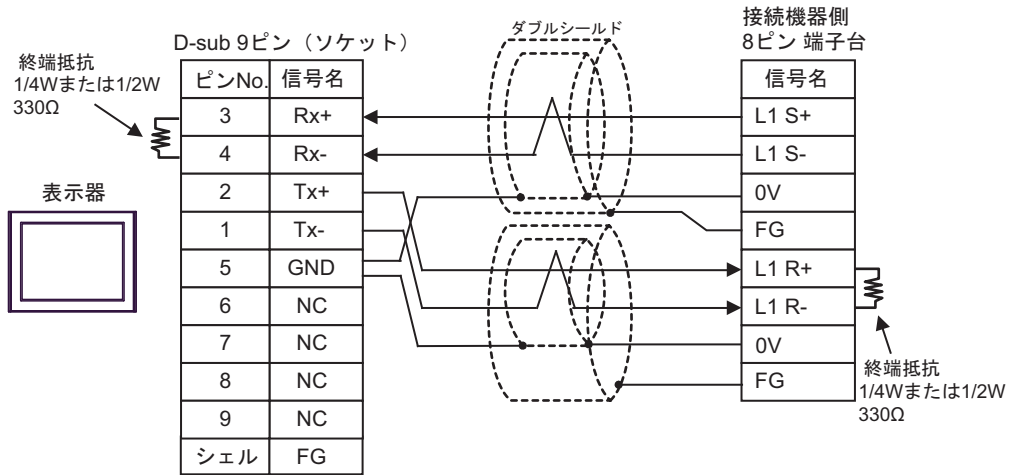 接続機器側
8ピン 端子台
ダブルシールド
D-sub 9ピン（ソケット）
終端抵抗
1/4Wまたは1/2W
330Ω
表示器
ピンNo. 信号名
3 Rx+
4 Rx-
2 Tx+
1 Tx-
5 GND
6 NC
7 NC
8 NC
9 NC
シェル FG
信号名
L1 S+
L1 S-
0V
FG
L1 R+
L1 R-
0V
FG
終端抵抗
1/4Wまたは1/2W
330Ω